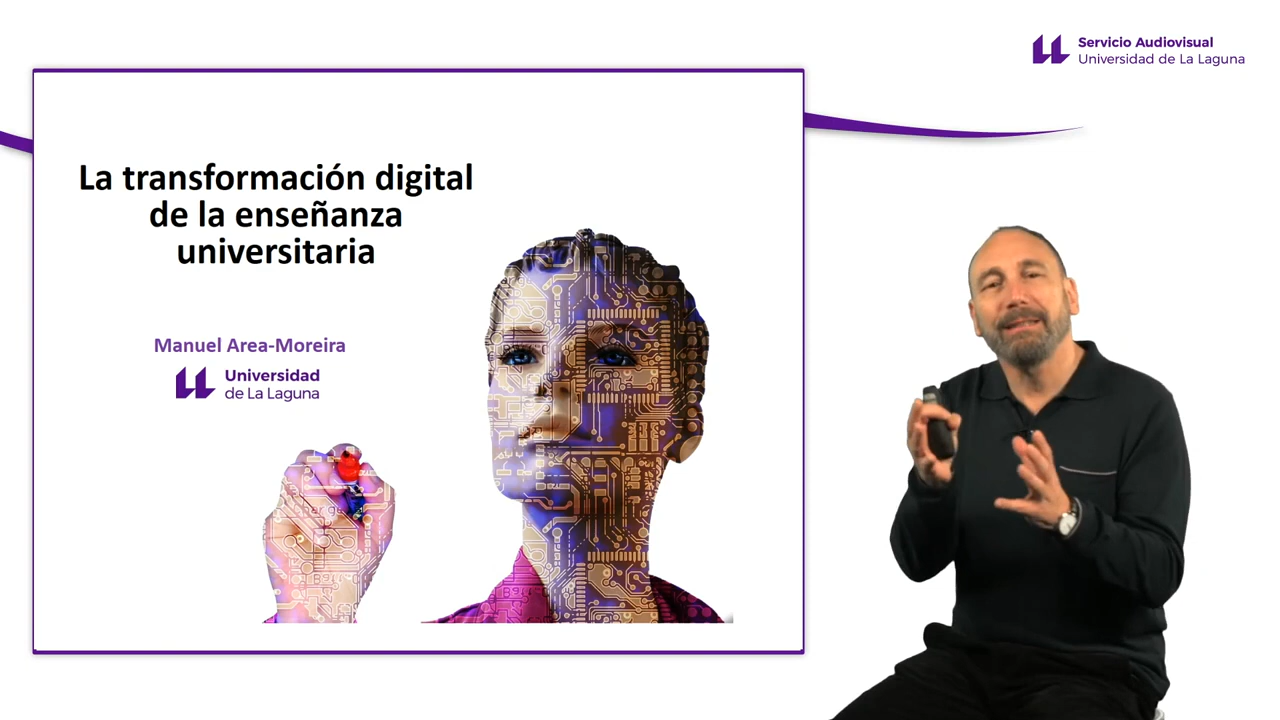 Servicio Audiovisual
Universidad de La Laguna
La transformación digital
de la enseñanza
universitaria
Manuel Area-Moreira
Universidad
de La Laguna